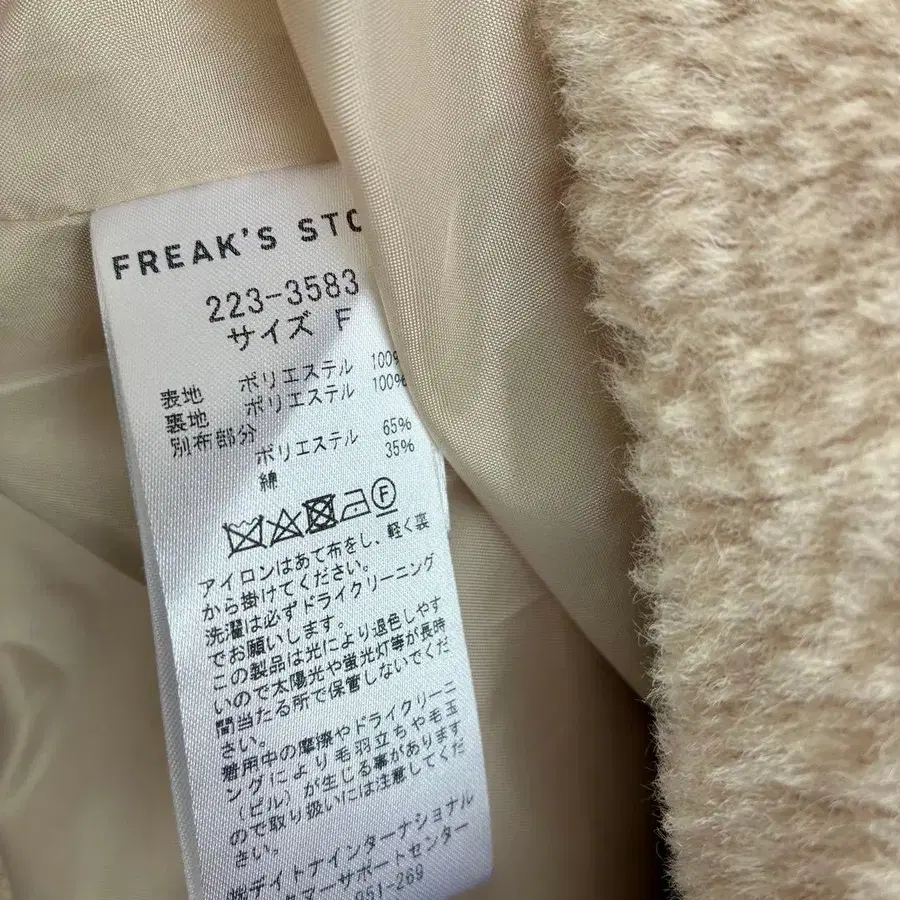 FREAK'S STO
223-3583
サイズ F
表地 ポリエステル 100%
裏地 ポリエステル 100%
別布部分
ポリエステル 65%
綿 35%
F
アイロンはあて布をし、軽く裏
から掛けてください。
洗濯は必ずドライクリーニング
でお願いします。
この製品は光により退色しやす
いので太陽光や蛍光灯等が長時
間当たる所で保管しないでくだ
さい。
着用中の摩擦やドライクリーニ
ングにより毛羽立ちや毛玉
(ピル)が生じる事があります
ので取り扱いには注意してくだ
さい。
㈱デイトナインターナショナル
マーサポートセンター
951-269